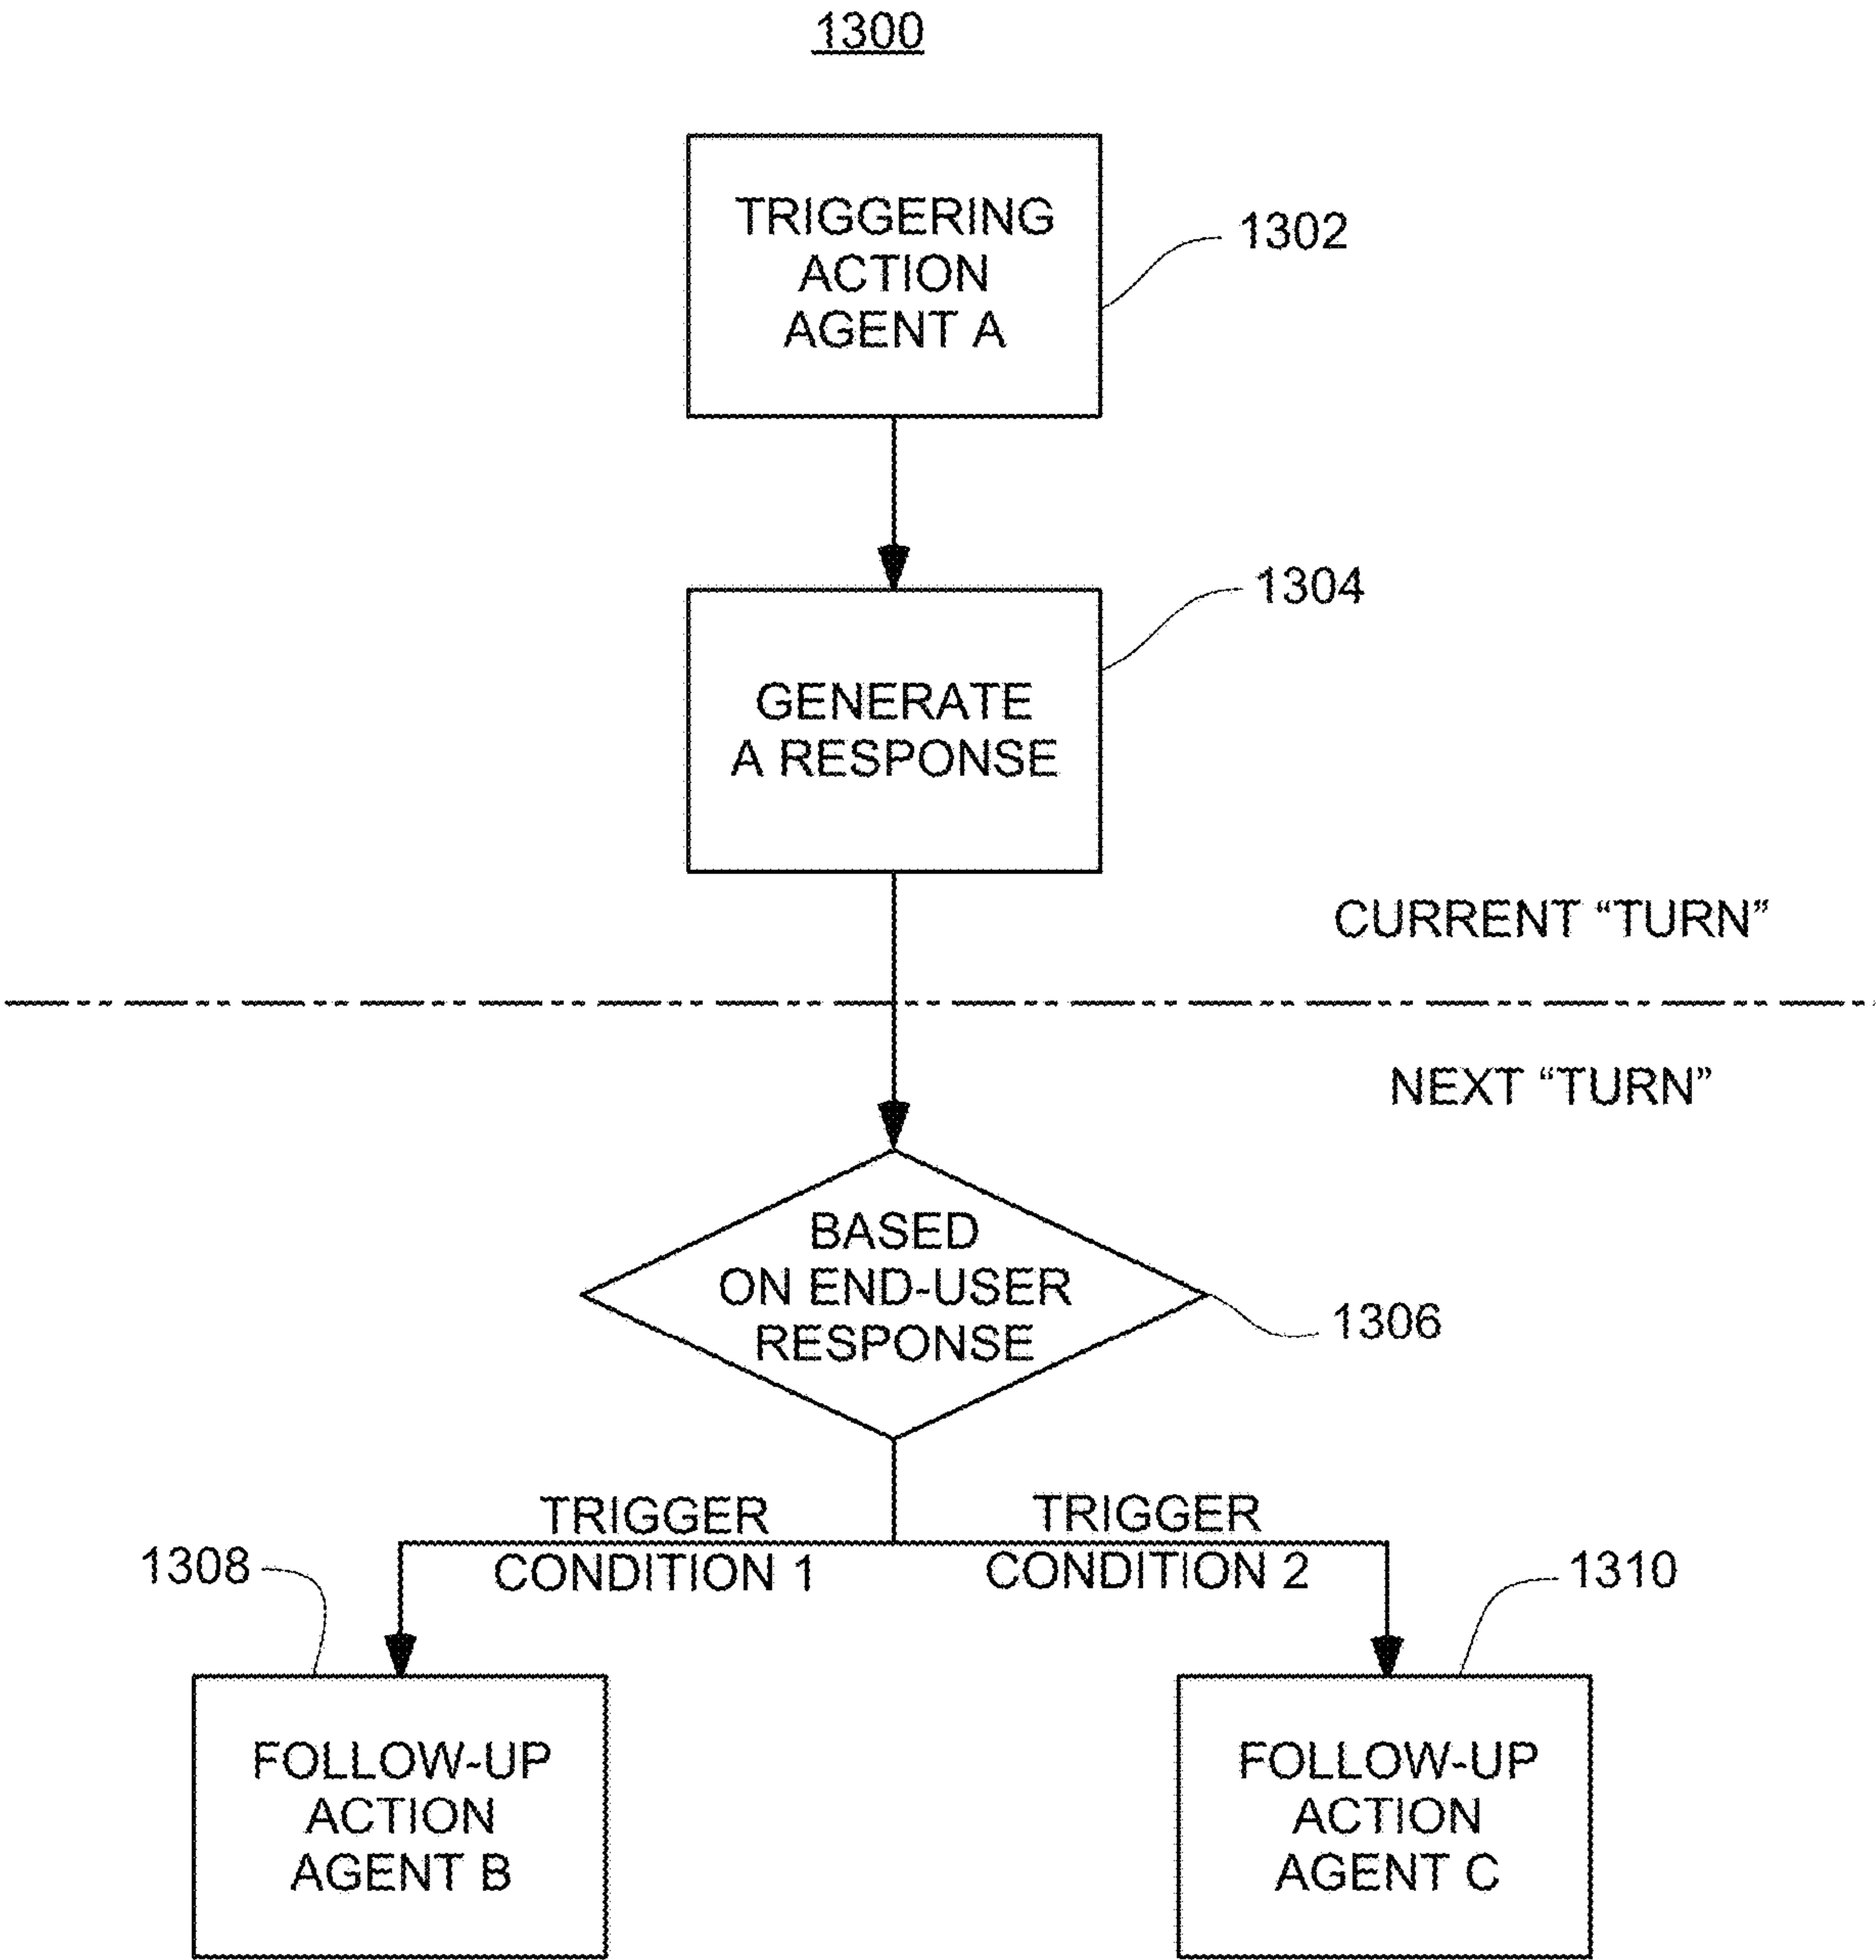 1300
TRIGGERING
ACTION
AGENT A
1302
GENERATE
A RESPONSE
1304
CURRENT “TURN”
NEXT “TURN”
BASED
ON END-USER
RESPONSE
1306
TRIGGER
CONDITION 1
TRIGGER
CONDITION 2
1308
1310
FOLLOW-UP
ACTION
AGENT B
FOLLOW-UP
ACTION
AGENT C